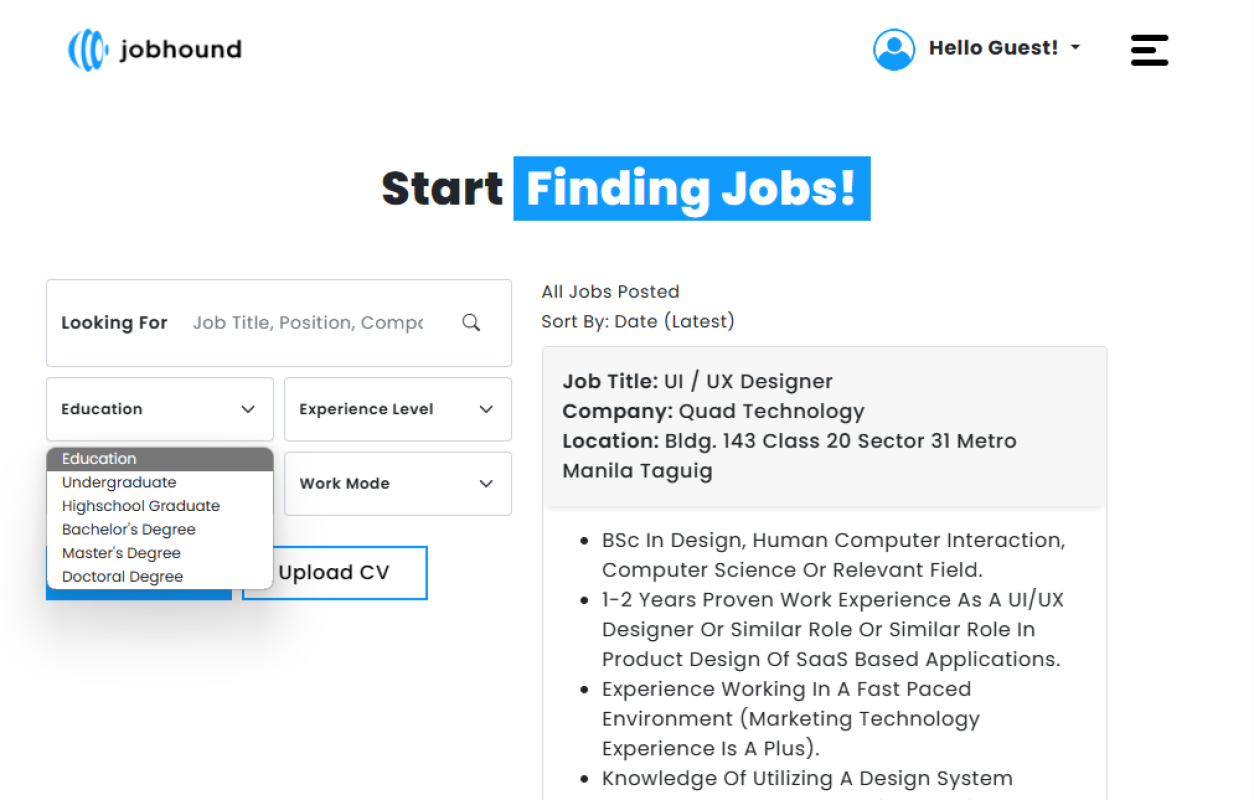 jobhound
Hello Guest!
Start Finding Jobs!
Looking For Job Title, Position, Compo
Education
Experience Level
Education
Undergraduate
Highschool Graduate
Bachelor's Degree
Master's Degree
Doctoral Degree
Work Mode
Upload CV
All Jobs Posted
Sort By: Date (Latest)
Job Title: UI / UX Designer
Company: Quad Technology
Location: Bldg. 143 Class 20 Sector 31 Metro
Manila Taguig
BSc In Design, Human Computer Interaction,
Computer Science Or Relevant Field.
1-2 Years Proven Work Experience As A UI/UX
Designer Or Similar Role Or Similar Role In
Product Design Of SaaS Based Applications.
Experience Working In A Fast Paced
Environment (Marketing Technology
Experience Is A Plus).
Knowledge Of Utilizing A Design System